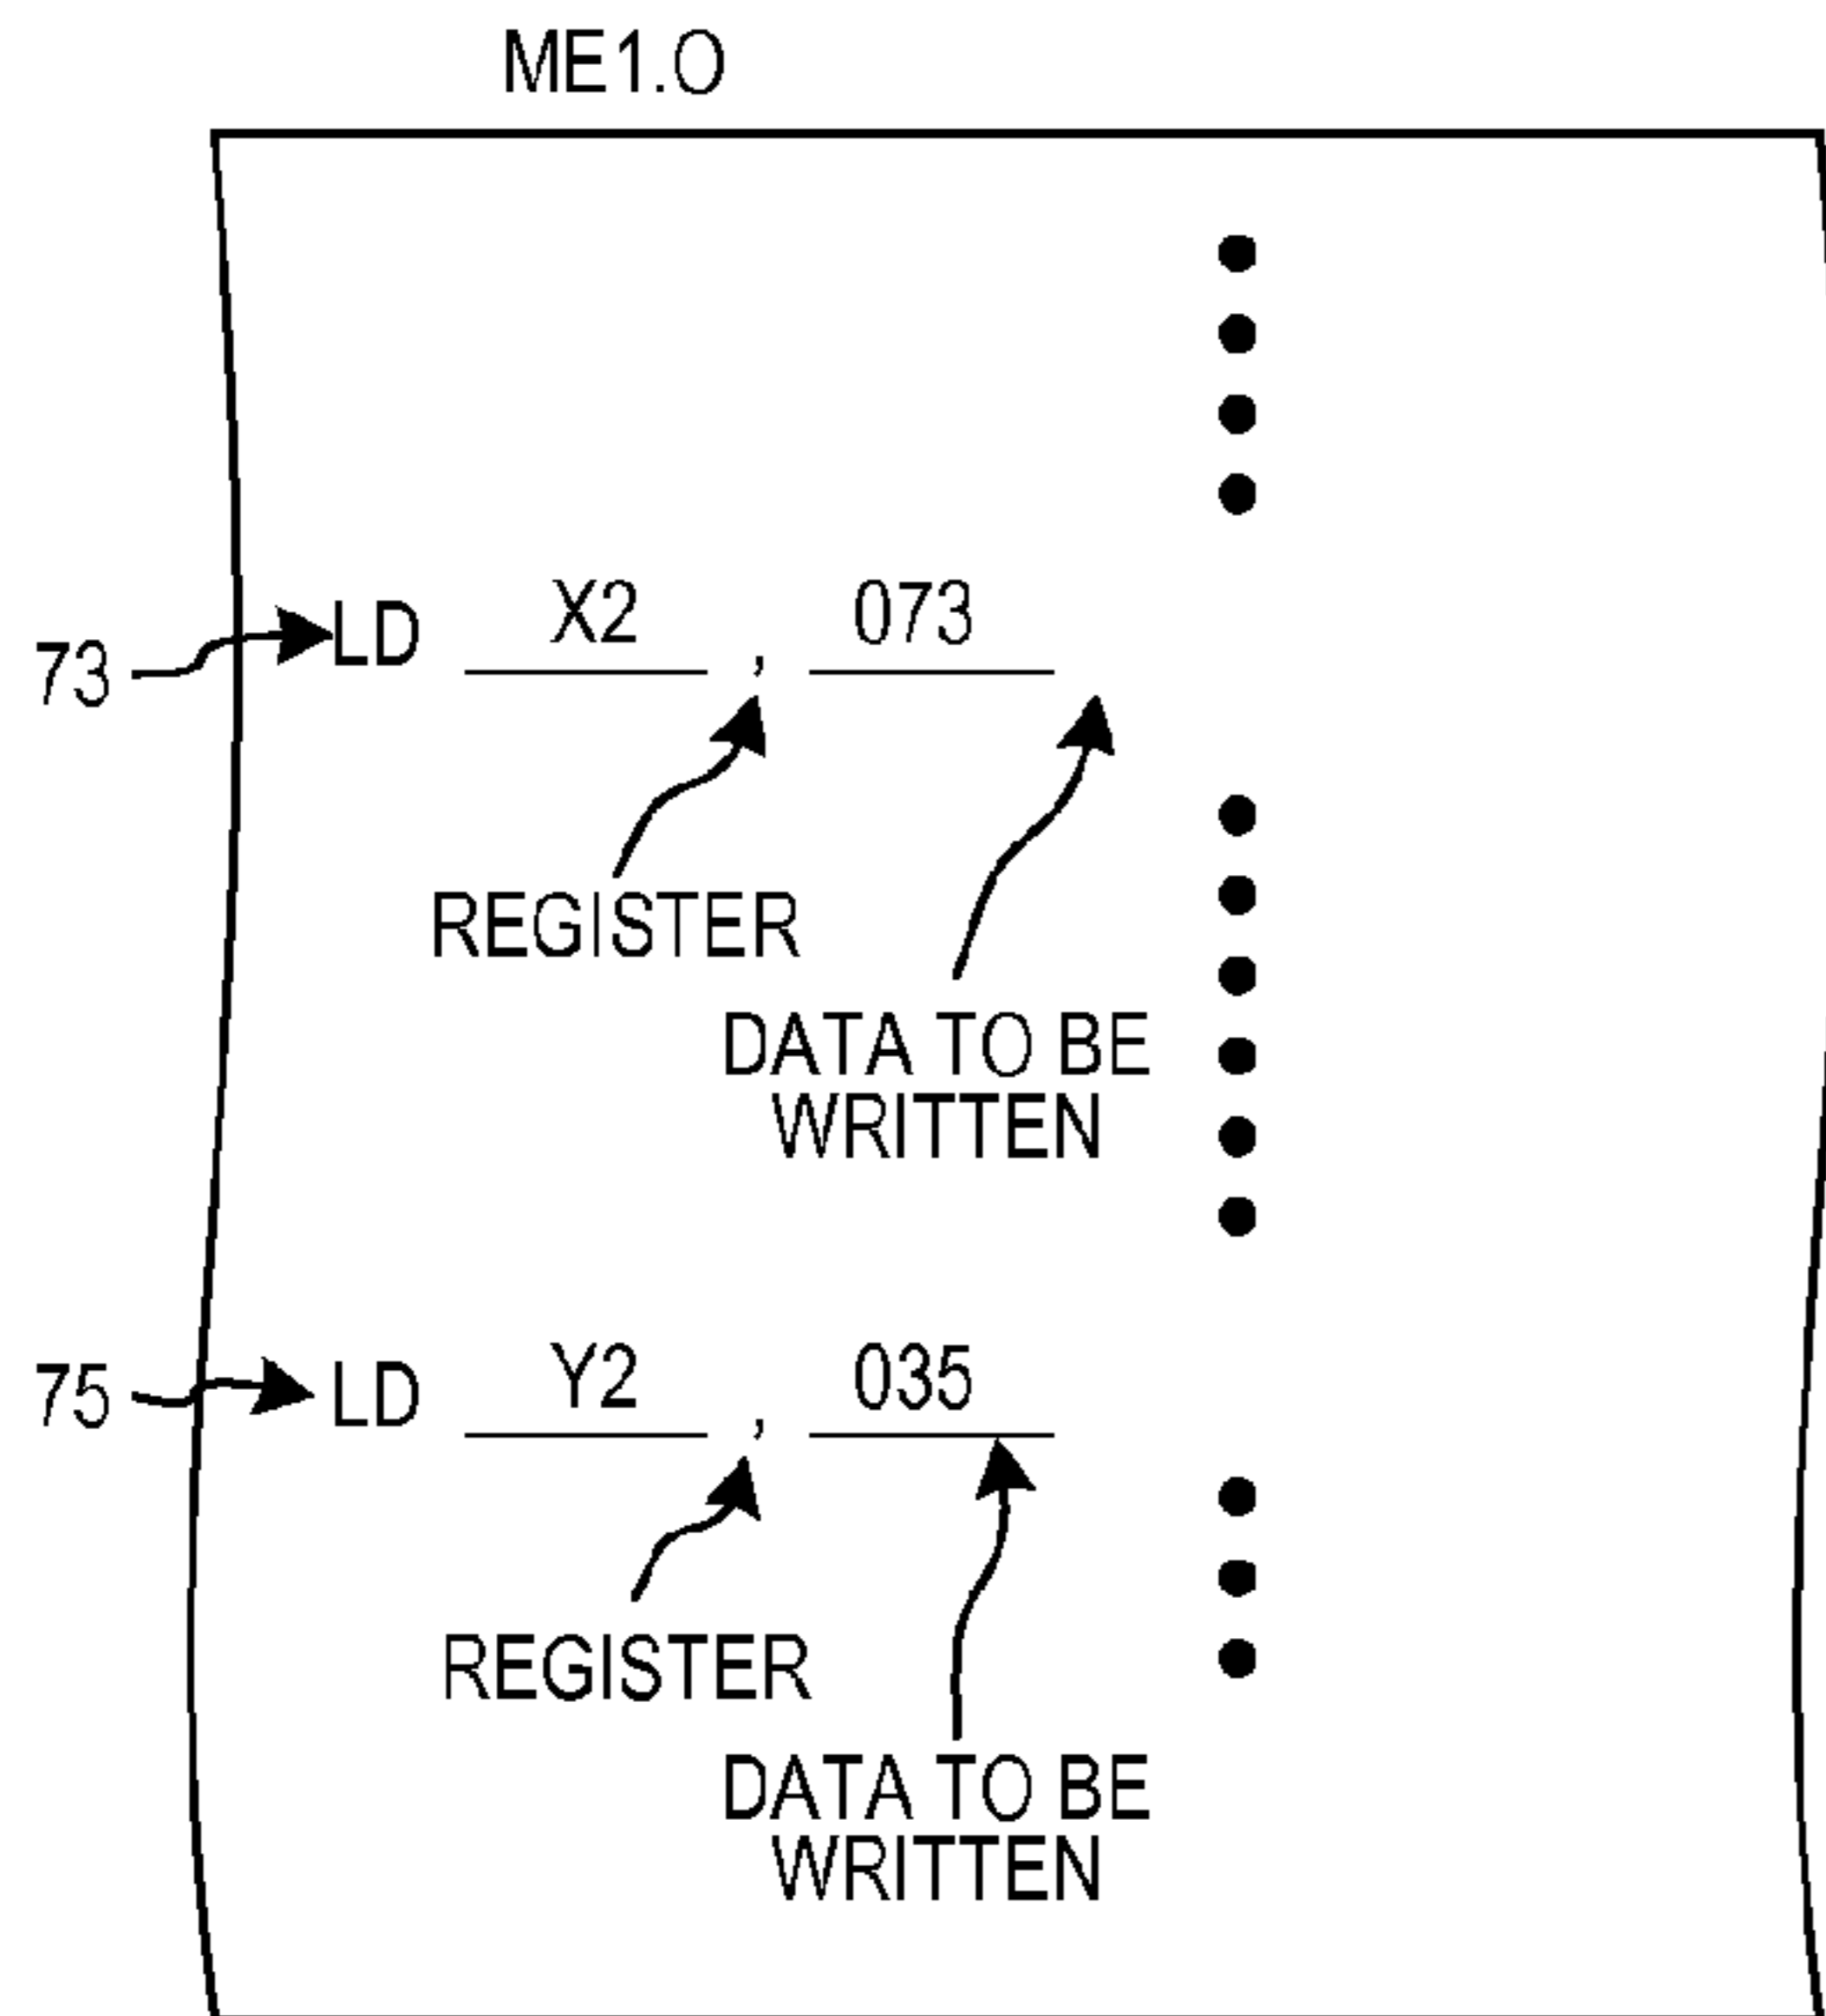 ME1.O
73 LD X2 , 073
REGISTER
DATA TO BE
WRITTEN
75 LD Y2 , 035
REGISTER
DATA TO BE
WRITTEN